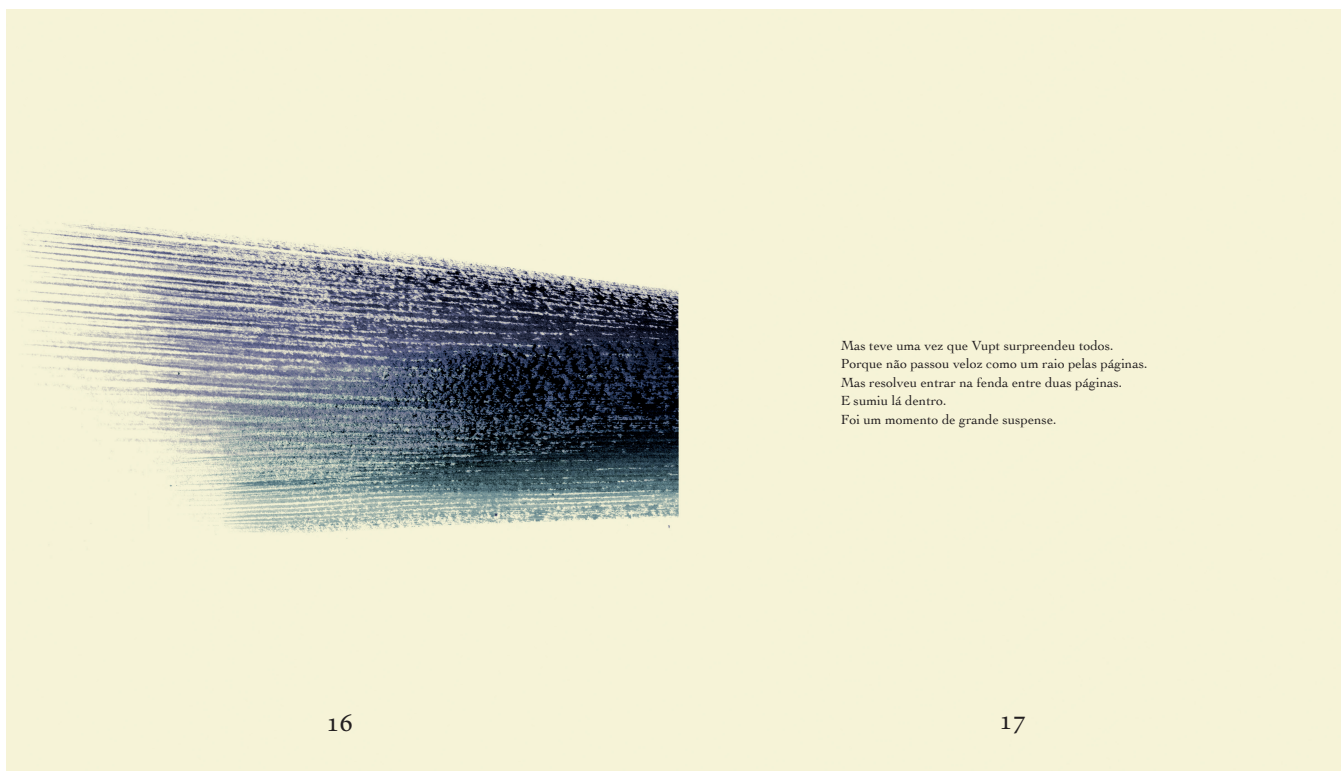 Mas teve uma vez que Vupt surpreendeu todos.
Porque não passou veloz como um raio pelas páginas.
Mas resolveu entrar na fenda entre duas páginas.
E sumiu lá dentro.
Foi um momento de grande suspense.
16
17